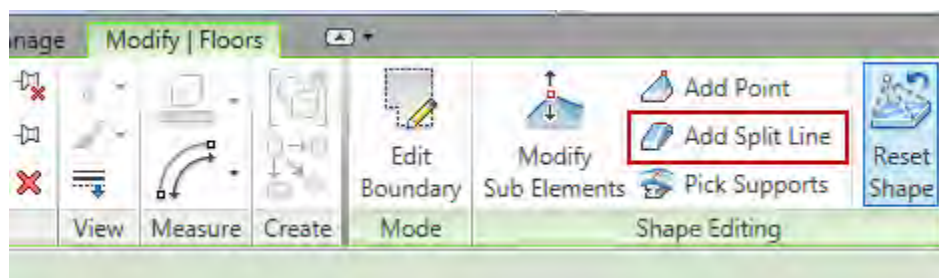 nage Modify | Floors
Add Point
Add Split Line
Edit Boundary
Modify Sub Elements
Pick Supports
Reset Shape
View Measure Create Mode Shape Editing